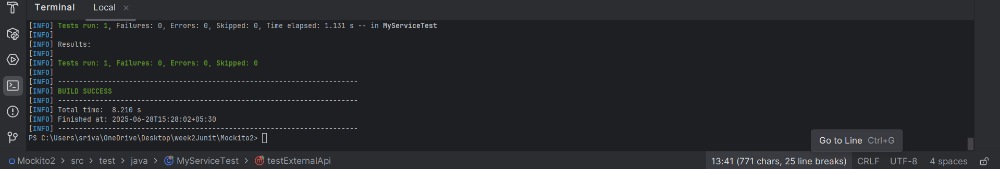 Terminal Local ×
[INFO] Tests run: 1, Failures: 0, Errors: 0, Skipped: 0, Time elapsed: 1.131 s -- in MyServiceTest
[INFO]
[INFO] Results:
[INFO]
[INFO] Tests run: 1, Failures: 0, Errors: 0, Skipped: 0
[INFO]
[INFO] ------------------------------------------------------------------------
[INFO] BUILD SUCCESS
[INFO] ------------------------------------------------------------------------
[INFO] Total time:  8.210 s
[INFO] Finished at: 2025-06-28T15:28:02+05:30
[INFO] ------------------------------------------------------------------------
PS C:\Users\sriva\OneDrive\Desktop\week2Junit\Mockito2>
Go to Line Ctrl+G
Mockito2 > src > test > java > MyServiceTest > testExternalApi 13:41 (771 chars, 25 line breaks) CRLF UTF-8 4 spaces